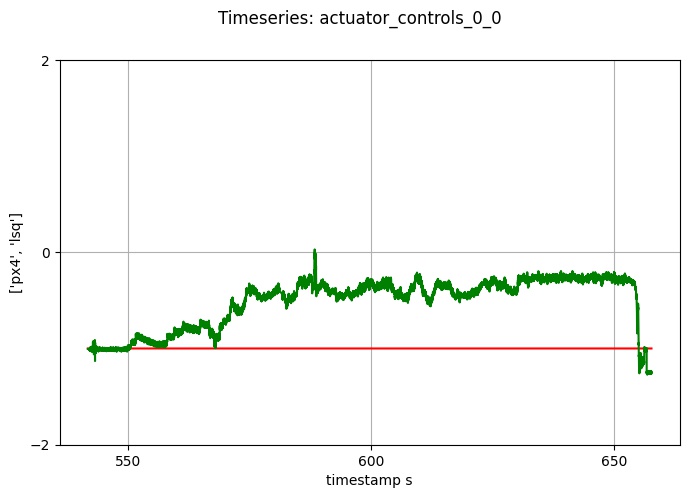 Timeseries: actuator_controls_0_0
['px4', 'lsq']
2
0
−2
550
600
650
timestamp s